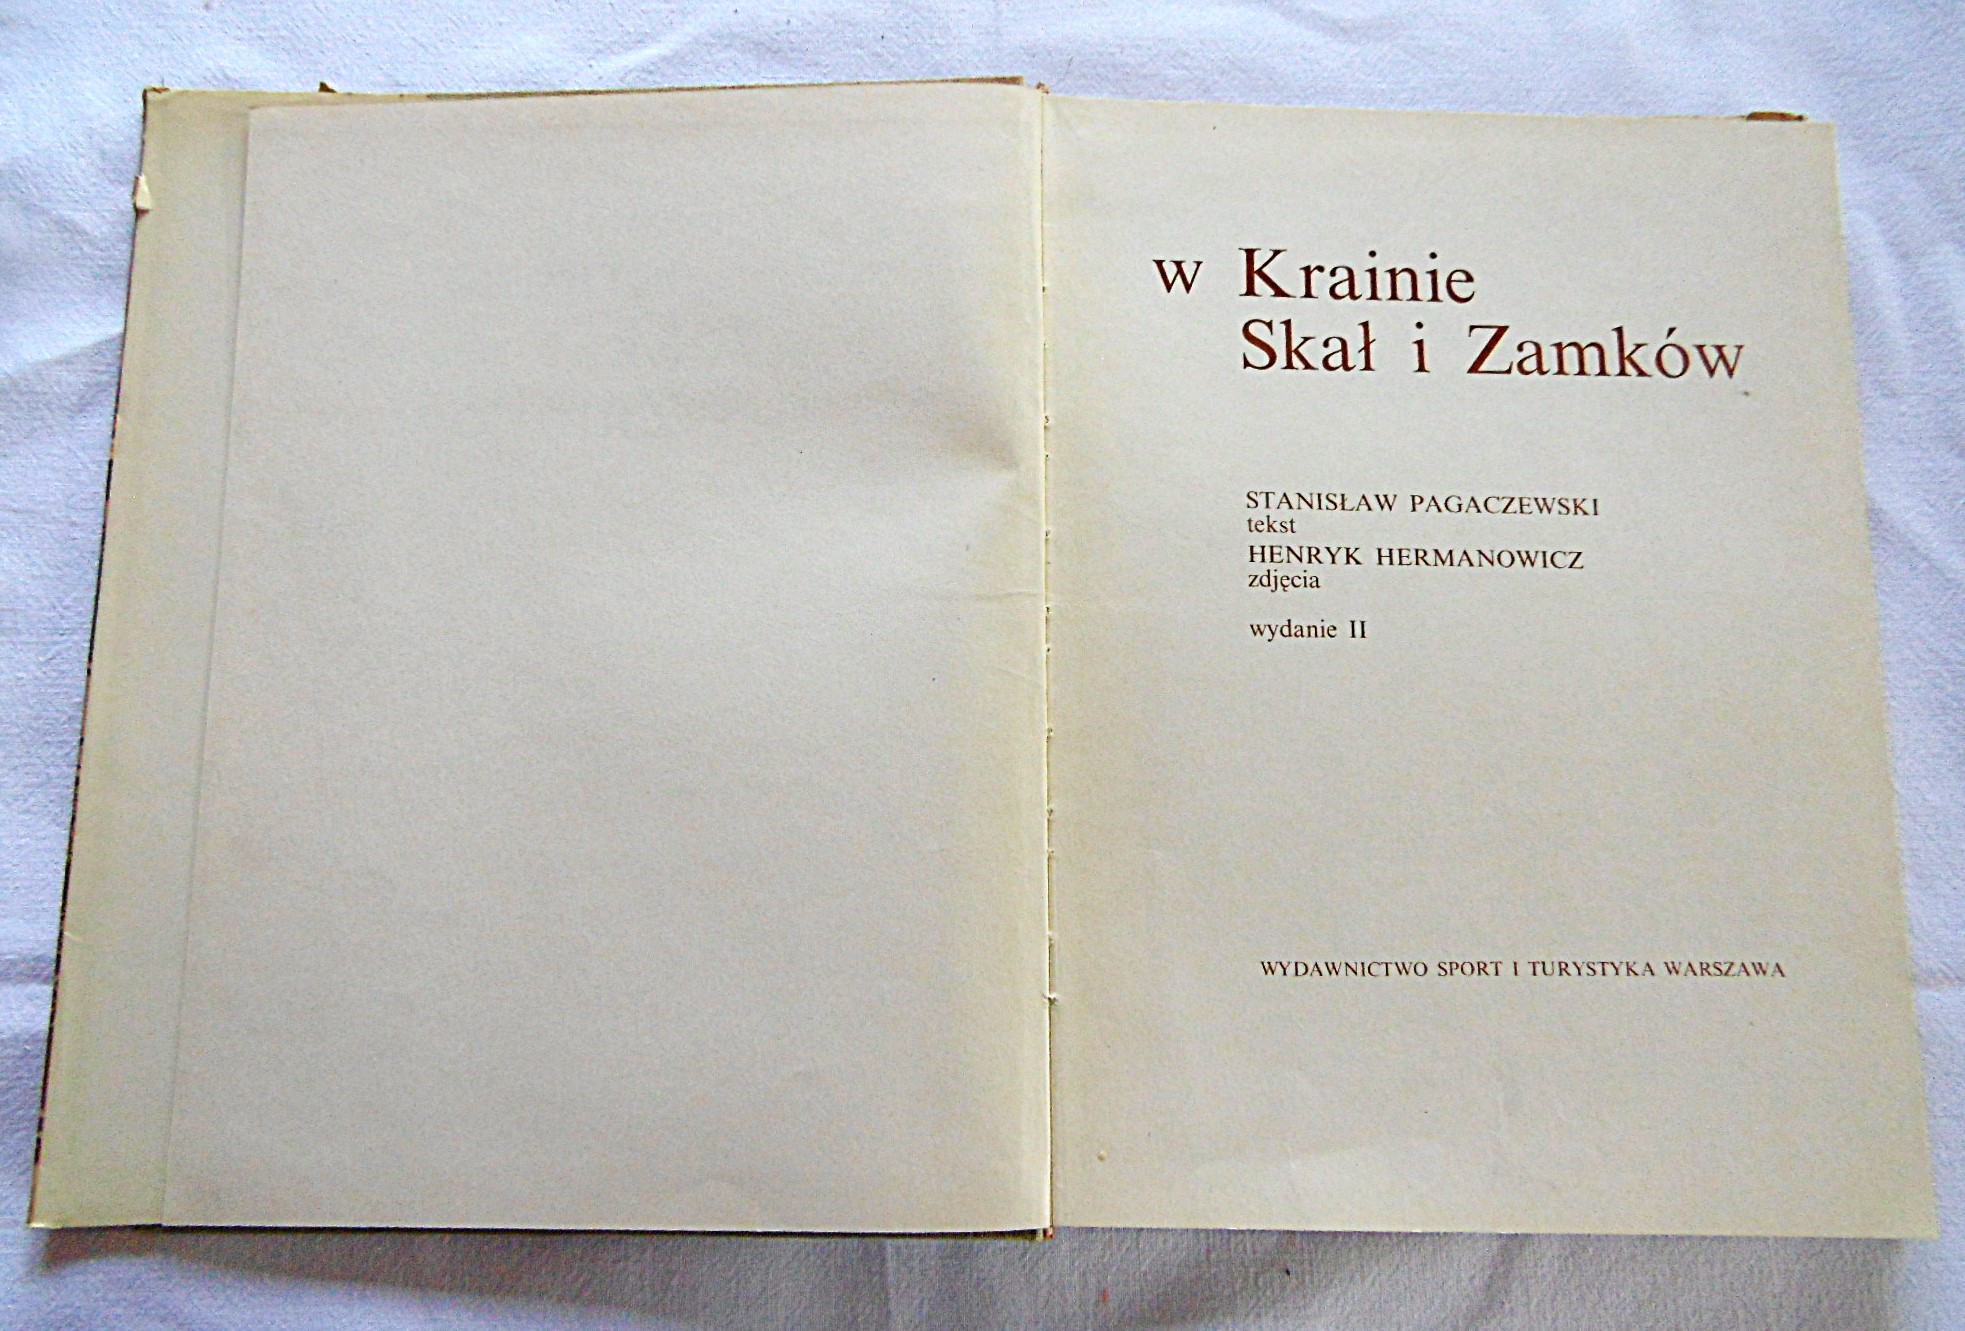 w Krainie
Skał i Zamków
STANISŁAW PAGACZEWSKI
tekst
HENRYK HERMANOWICZ
zdjęcia
wydanie II
WYDAWNICTWO SPORT I TURYSTYKA WARSZAWA